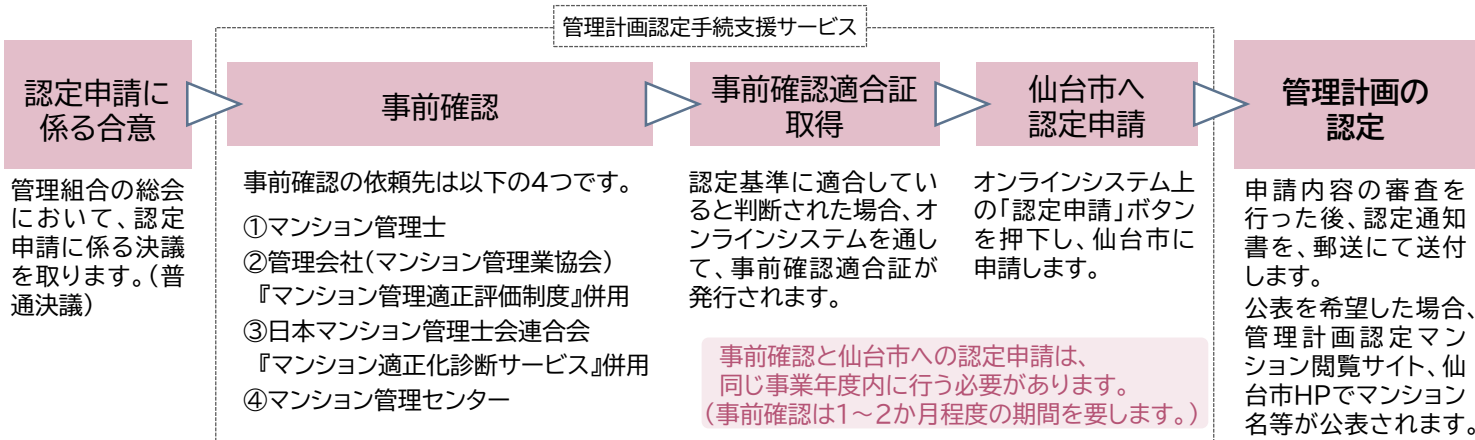 管理計画認定手続支援サービス
認定申請に
係る合意
管理組合の総会
において、認定
申請に係る決議
を取ります。(普
通決議)
事前確認
事前確認の依頼先は以下の4つです。
①マンション管理士
②管理会社(マンション管理業協会)
『マンション管理適正評価制度』併用
③日本マンション管理士会連合会
『マンション適正化診断サービス』併用
④マンション管理センター
事前確認適合証
取得
認定基準に適合してい
ると判断された場合、オ
ンラインシステムを通し
て、事前確認適合証が
発行されます。
仙台市へ
認定申請
オンラインシステム上
の「認定申請」ボタン
を押下し、仙台市に
申請します。
事前確認と仙台市への認定申請は、
同じ事業年度内に行う必要があります。
(事前確認は1～2か月程度の期間を要します。)
管理計画の
認定
申請内容の審査を
行った後、認定通知
書を、郵送にて送付
します。
公表を希望した場合、
管理計画認定マン
ション閲覧サイト、仙
台市HPでマンション
名等が公表されます。